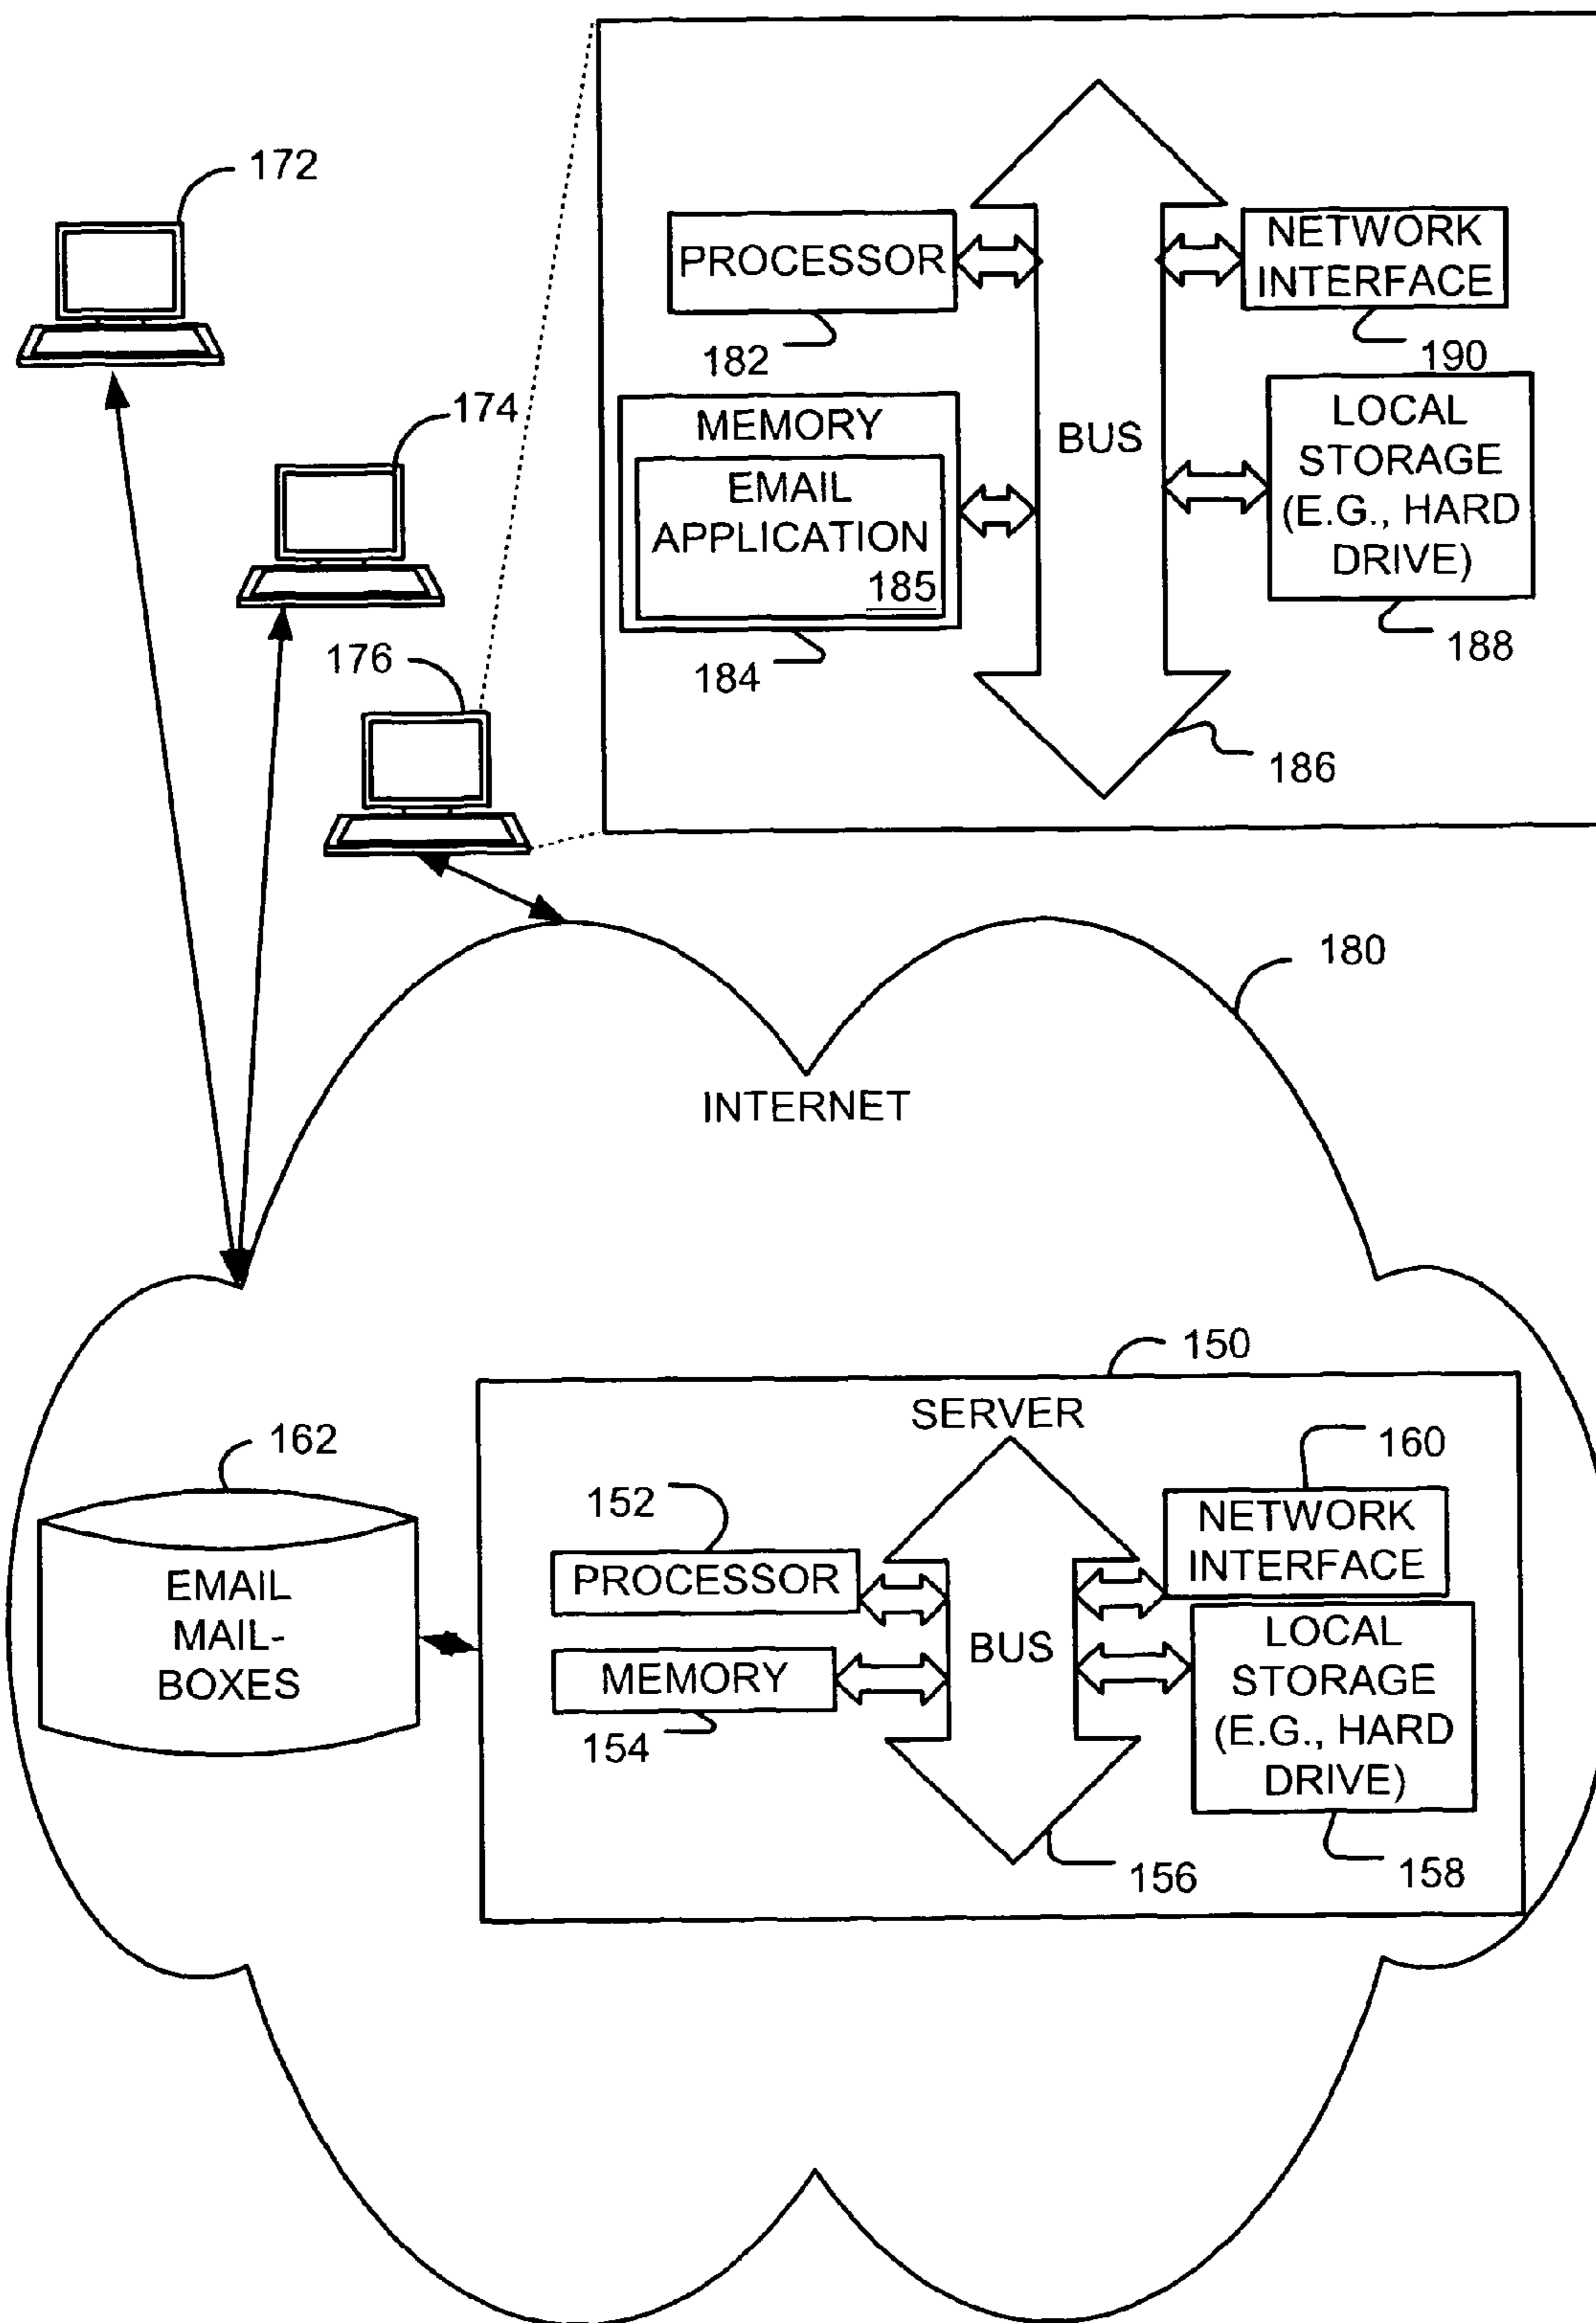 172
174
176
PROCESSOR
182
MEMORY
EMAIL
APPLICATION
185
184
BUS
186
NETWORK
INTERFACE
190
LOCAL
STORAGE
(E.G., HARD
DRIVE)
188
180
INTERNET
150
SERVER
162
EMAIL
MAIL-
BOXES
152
PROCESSOR
MEMORY
154
BUS
156
160
NETWORK
INTERFACE
LOCAL
STORAGE
(E.G., HARD
DRIVE)
158